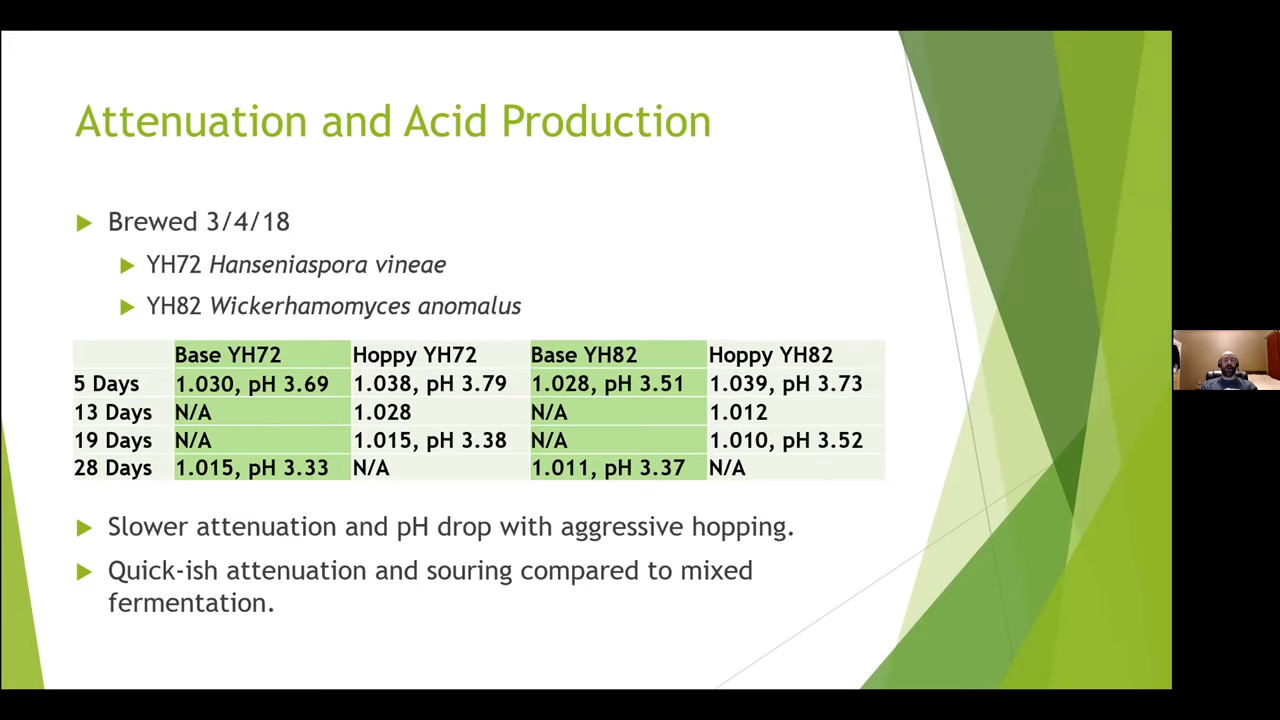 Attenuation and Acid Production
Brewed 3/4/18
YH72 Hanseniaspora vineae
YH82 Wickerhamomyces anomalus
Base YH72 Hoppy YH72 Base YH82 Hoppy YH82
5 Days 1.030, pH 3.69 1.038, pH 3.79 1.028, pH 3.51 1.039, pH 3.73
13 Days N/A 1.028 N/A 1.012
19 Days N/A 1.015, pH 3.38 N/A 1.010, pH 3.52
28 Days 1.015, pH 3.33 N/A 1.011, pH 3.37 N/A
Slower attenuation and pH drop with aggressive hopping.
Quick-ish attenuation and souring compared to mixed
fermentation.